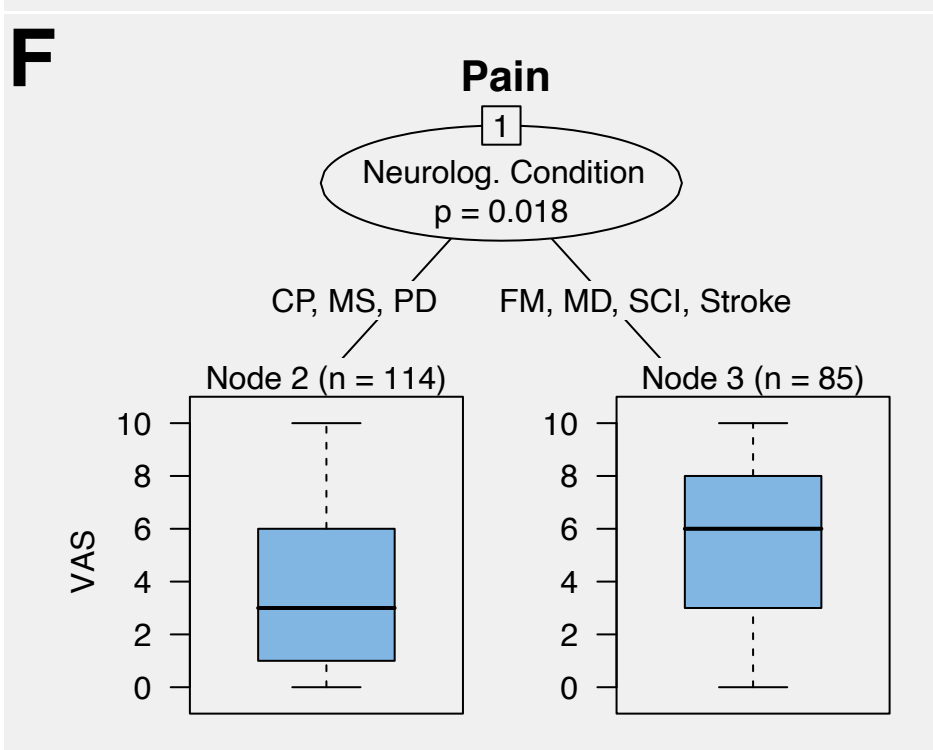 F
Pain
1
Neurolog. Condition
p = 0.018
CP, MS, PD
FM, MD, SCI, Stroke
Node 2 (n = 114)
Node 3 (n = 85)
VAS
10
8
6
4
2
0
10
8
6
4
2
0